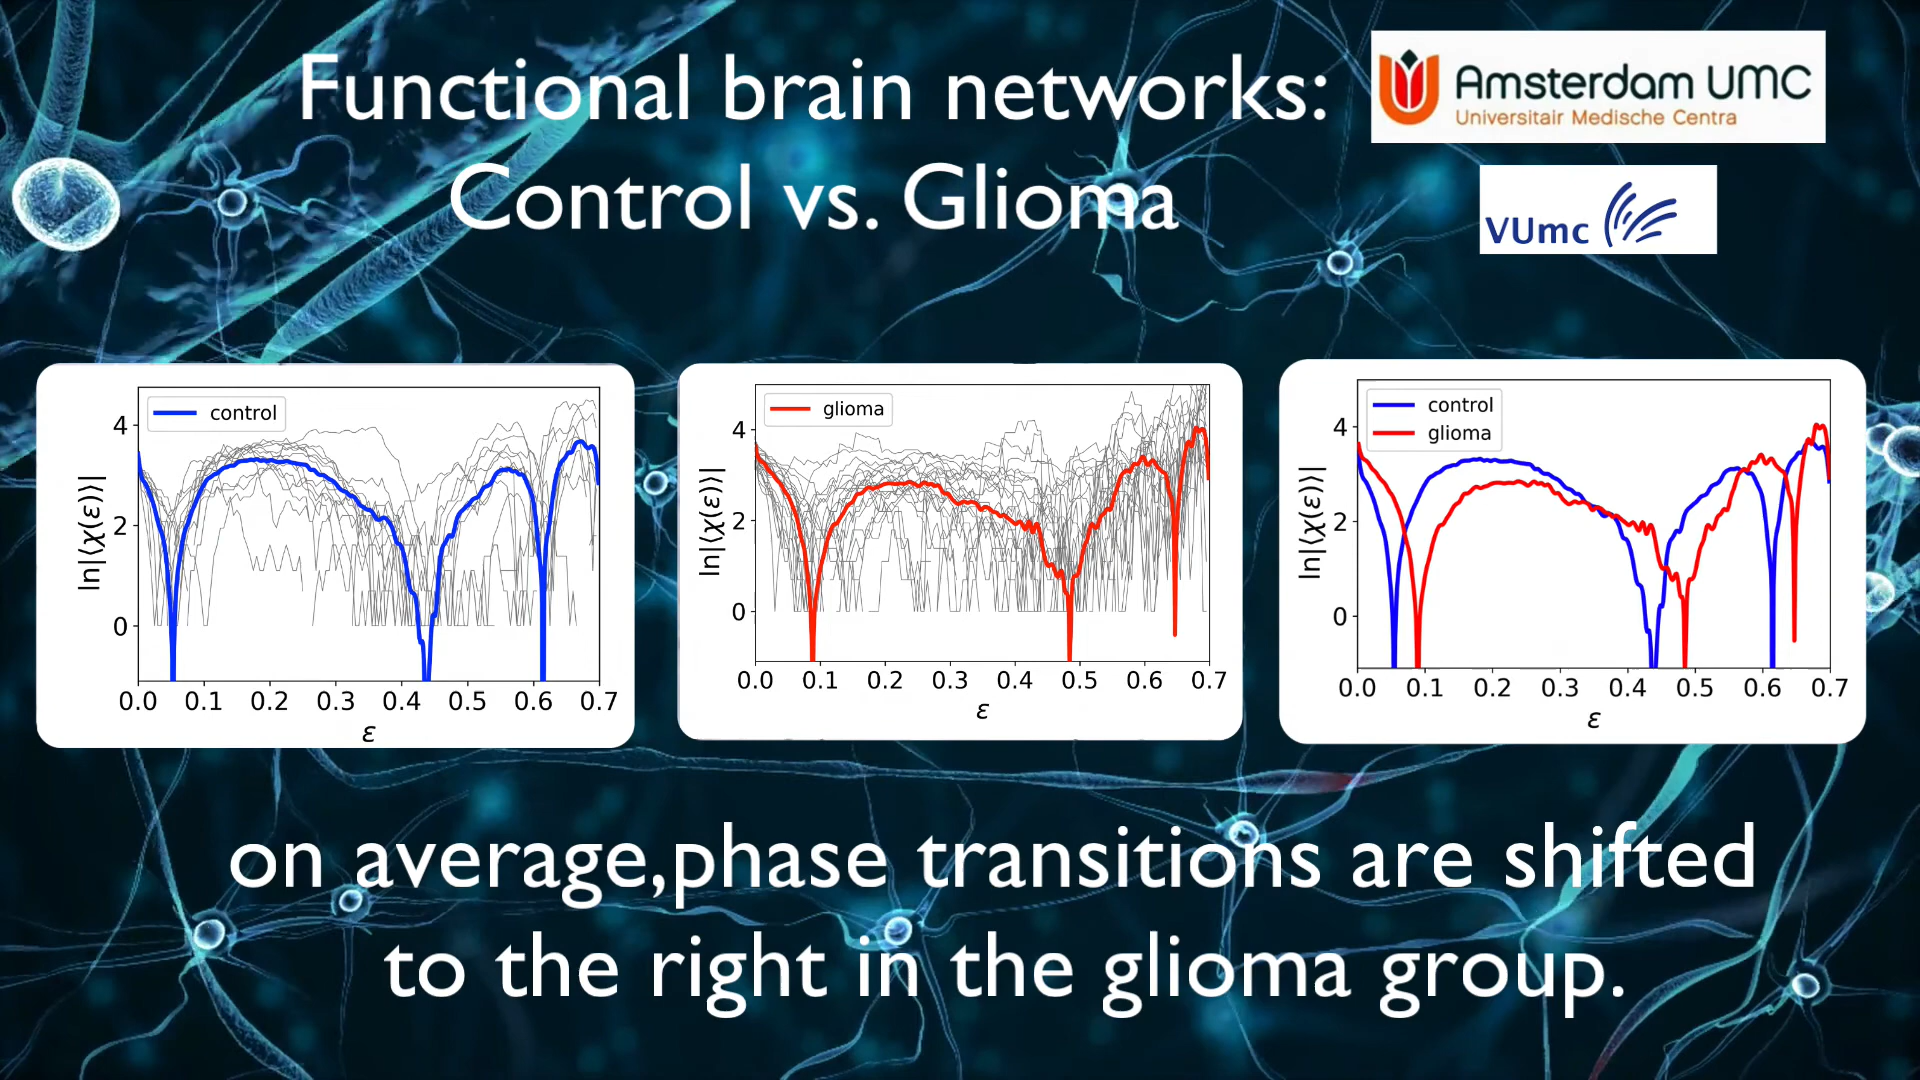 Functional brain networks:
Control vs. Glioma
Amsterdam UMC
Universitair Medische Centra
VUmc
control
ln|⟨χ(ε)⟩|
4
2
0
0.0 0.1 0.2 0.3 0.4 0.5 0.6 0.7
ε
glioma
ln|⟨χ(ε)⟩|
4
2
0
0.0 0.1 0.2 0.3 0.4 0.5 0.6 0.7
ε
control
glioma
ln|⟨χ(ε)⟩|
4
2
0
0.0 0.1 0.2 0.3 0.4 0.5 0.6 0.7
ε
on average,phase transitions are shifted
to the right in the glioma group.